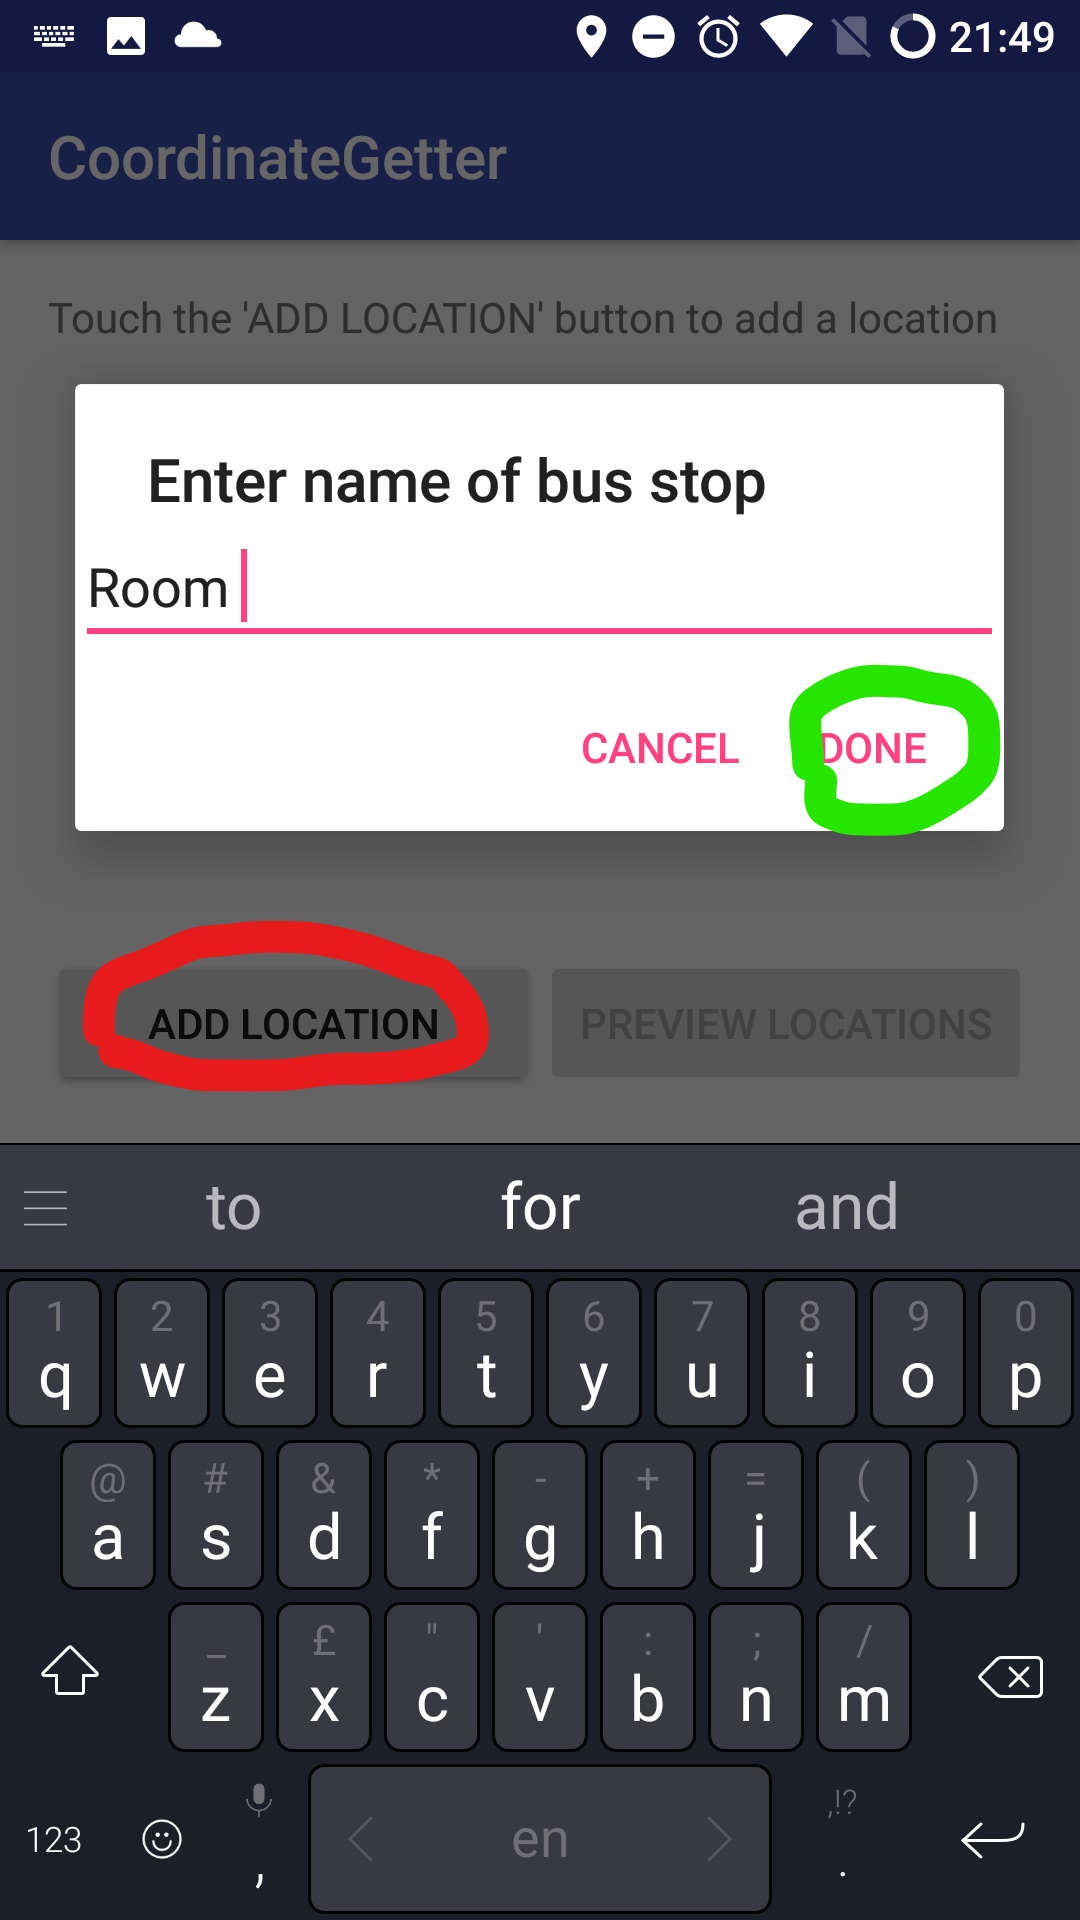 21:49
CoordinateGetter
Touch the 'ADD LOCATION' button to add a location
Enter name of bus stop
Room
CANCEL DONE
ADD LOCATION PREVIEW LOCATIONS
to for and
1 2 3 4 5 6 7 8 9 0
q w e r t y u i o p
@ # & * - + = ( )
a s d f g h j k l
_ £ " ' : ; /
z x c v b n m
,!?
123 , en .